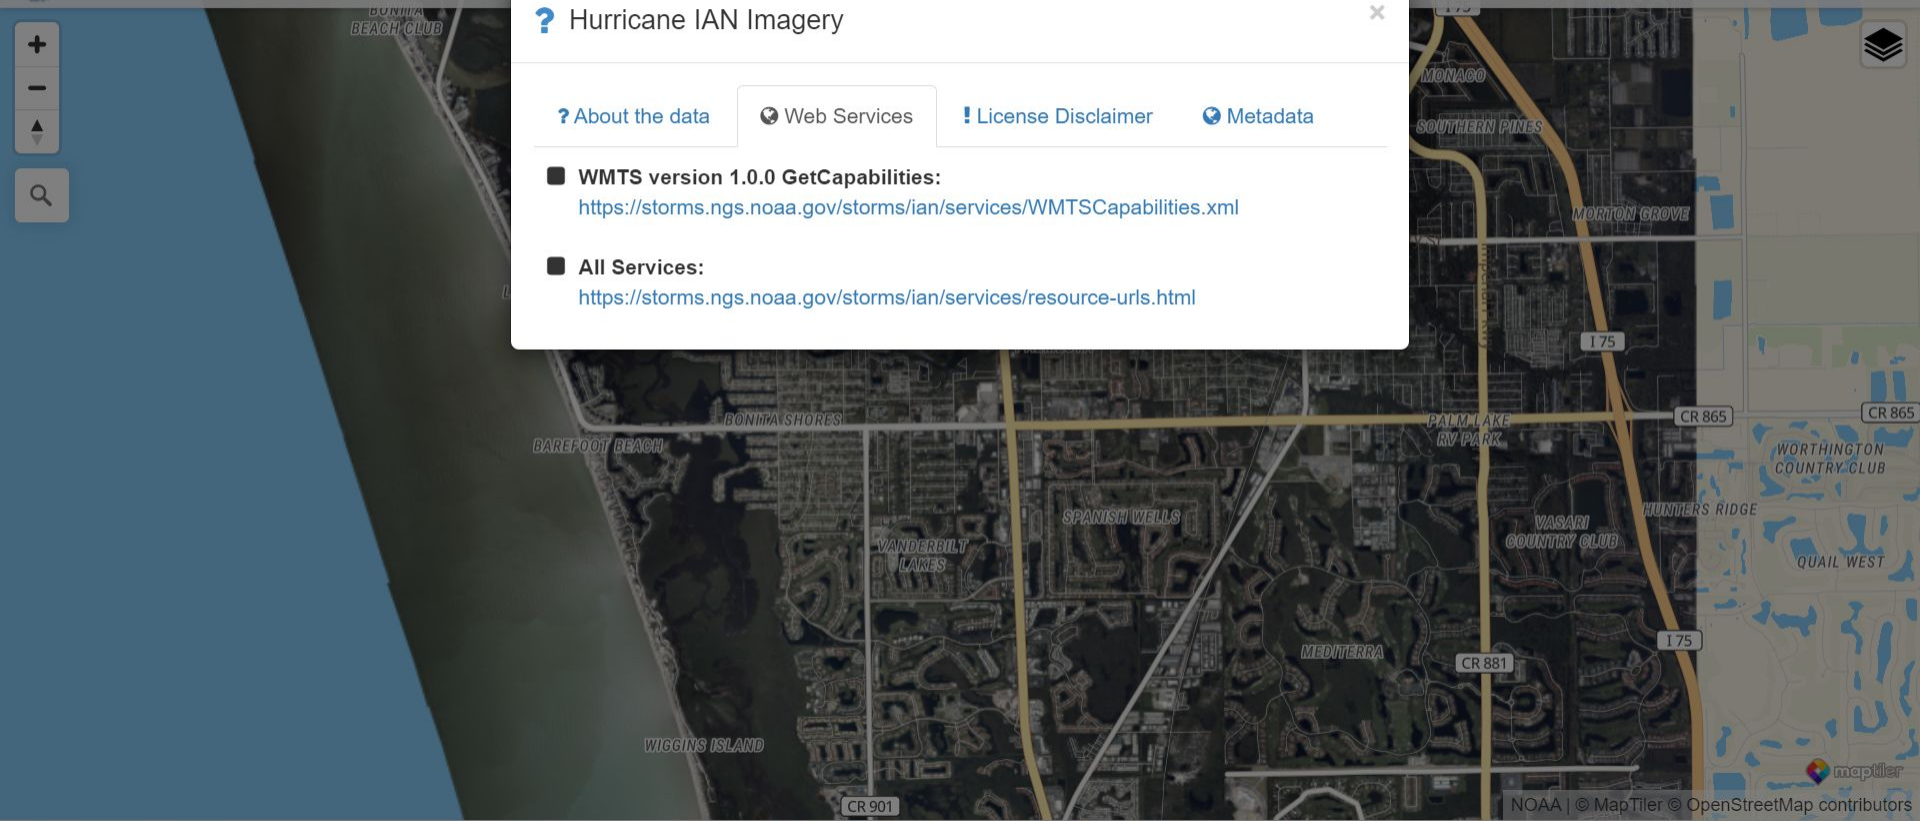 BONITA
BEACH CLUB
I 75
? Hurricane IAN Imagery ×
? About the data
Web Services
! License Disclaimer
Metadata
WMTS version 1.0.0 GetCapabilities:
https://storms.ngs.noaa.gov/storms/ian/services/WMTSCapabilities.xml
All Services:
https://storms.ngs.noaa.gov/storms/ian/services/resource-urls.html
MONACO
SOUTHERN PINES
MORTON GROVE
I 75
BONITA SHORES
BAREFOOT BEACH
PALM LAKE
RV PARK
CR 865
CR 865
WORTHINGTON
COUNTRY CLUB
SPANISH WELLS
HUNTERS RIDGE
VASARI
COUNTRY CLUB
VANDERBILT
LAKES
QUAIL WEST
I 75
MEDITERRA
CR 881
WIGGINS ISLAND
maptiler
CR 901
NOAA | © MapTiler © OpenStreetMap contributors